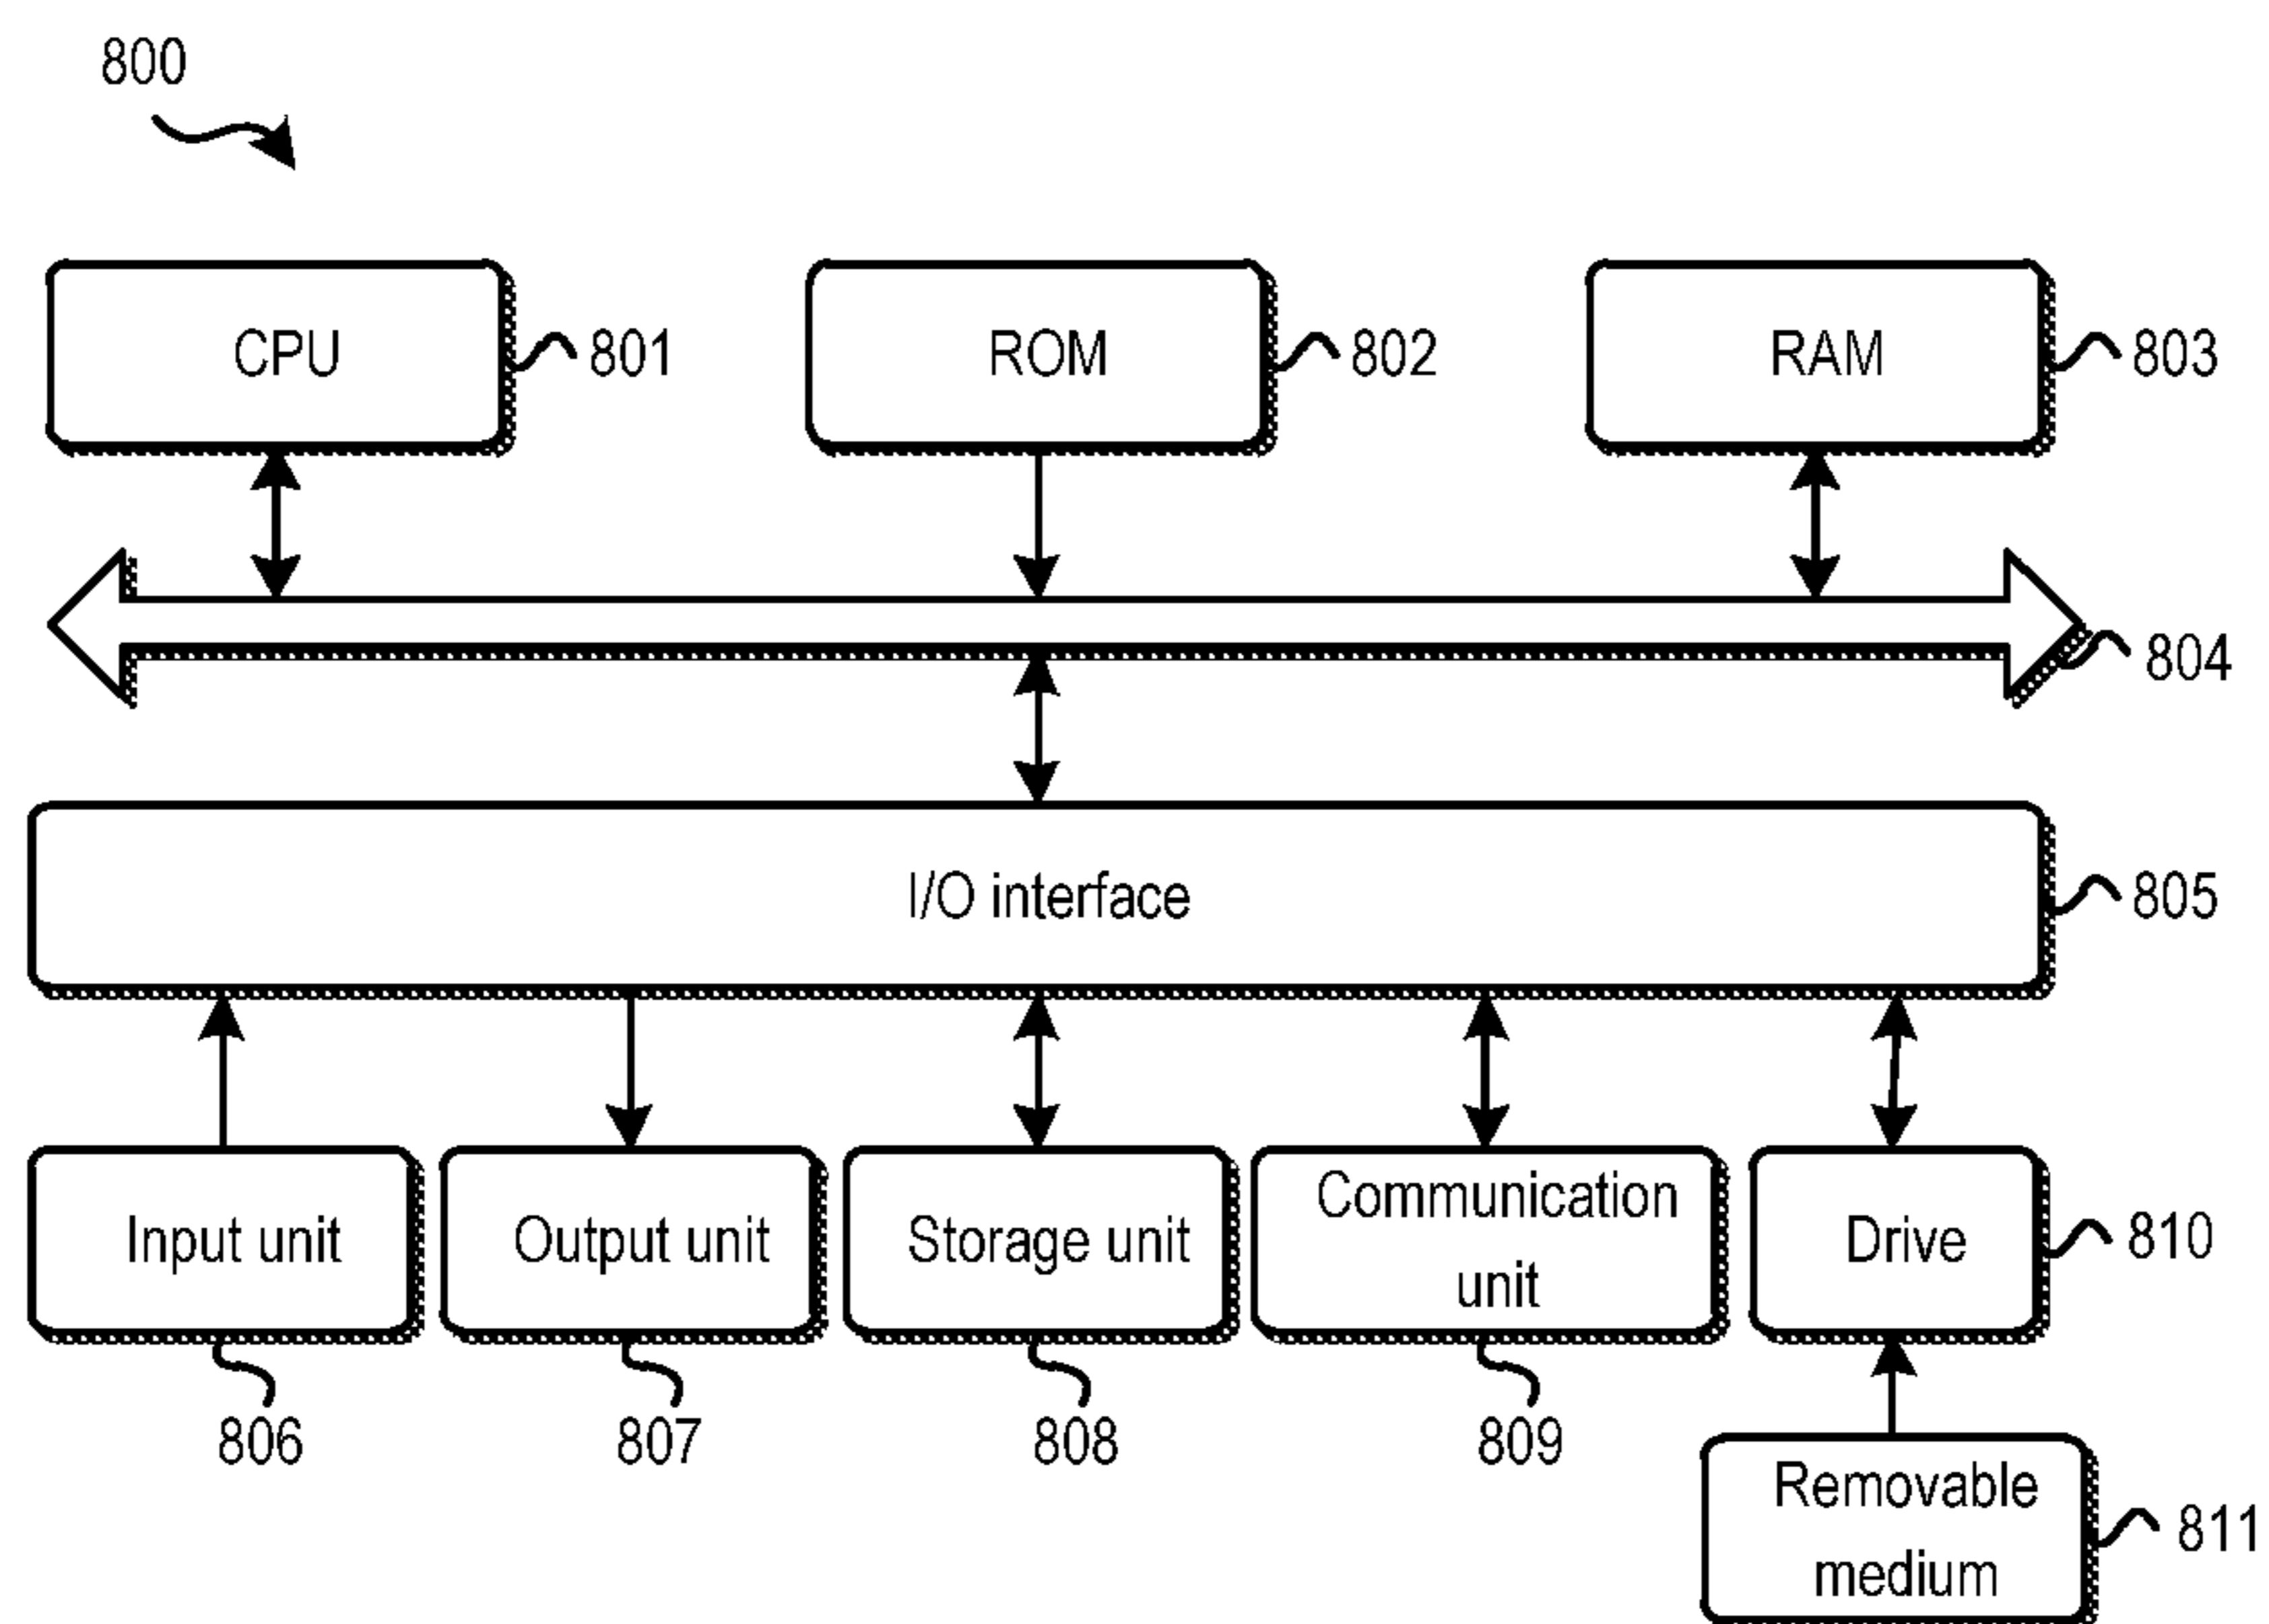 800
CPU
801
ROM
802
RAM
803
804
I/O interface
805
Input unit
Output unit
Storage unit
Communication
unit
Drive
810
806
807
808
809
Removable
medium
811